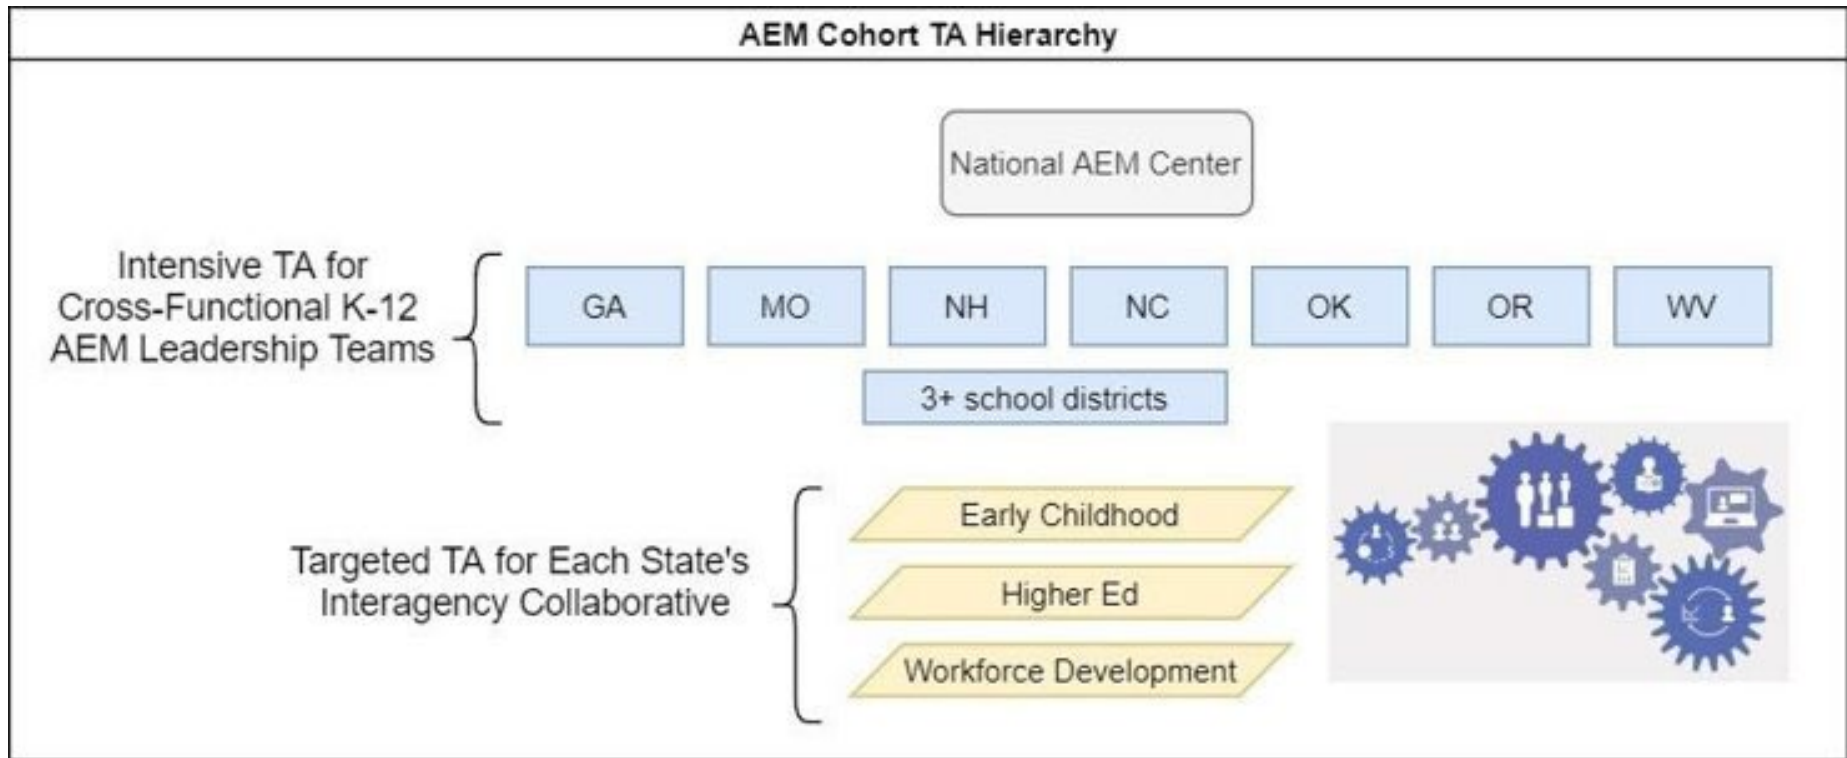 AEM Cohort TA Hierarchy
National AEM Center
Intensive TA for
Cross-Functional K-12
AEM Leadership Teams
GA
MO
NH
NC
OK
OR
WV
3+ school districts
Targeted TA for Each State's
Interagency Collaborative
Early Childhood
Higher Ed
Workforce Development